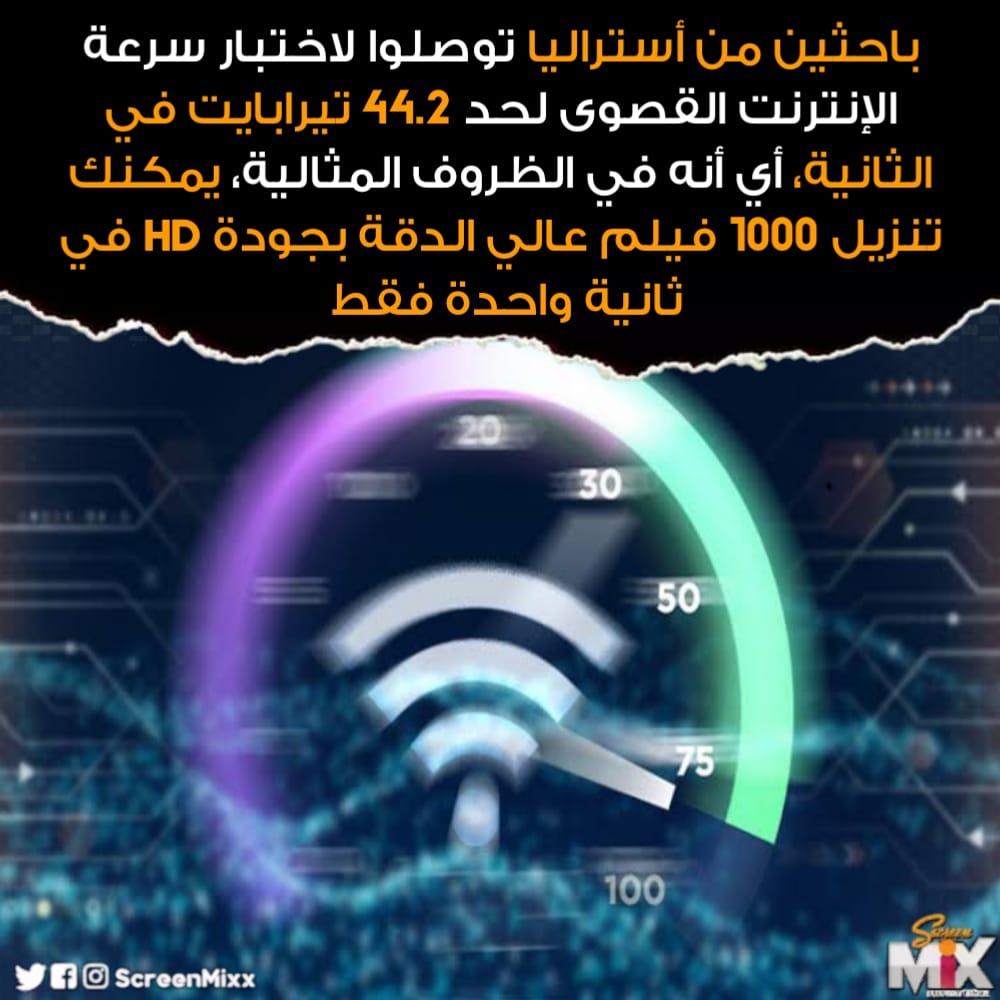 باحثين من أستراليا توصلوا لاختبار سرعة
الإنترنت القصوى لحد 44.2 تيرابايت في
الثانية، أي أنه في الظروف المثالية، يمكنك
تنزيل 1000 فيلم عالي الدقة بجودة HD في
ثانية واحدة فقط
20
30
50
75
100
ScreenMixx
Screen
MiX